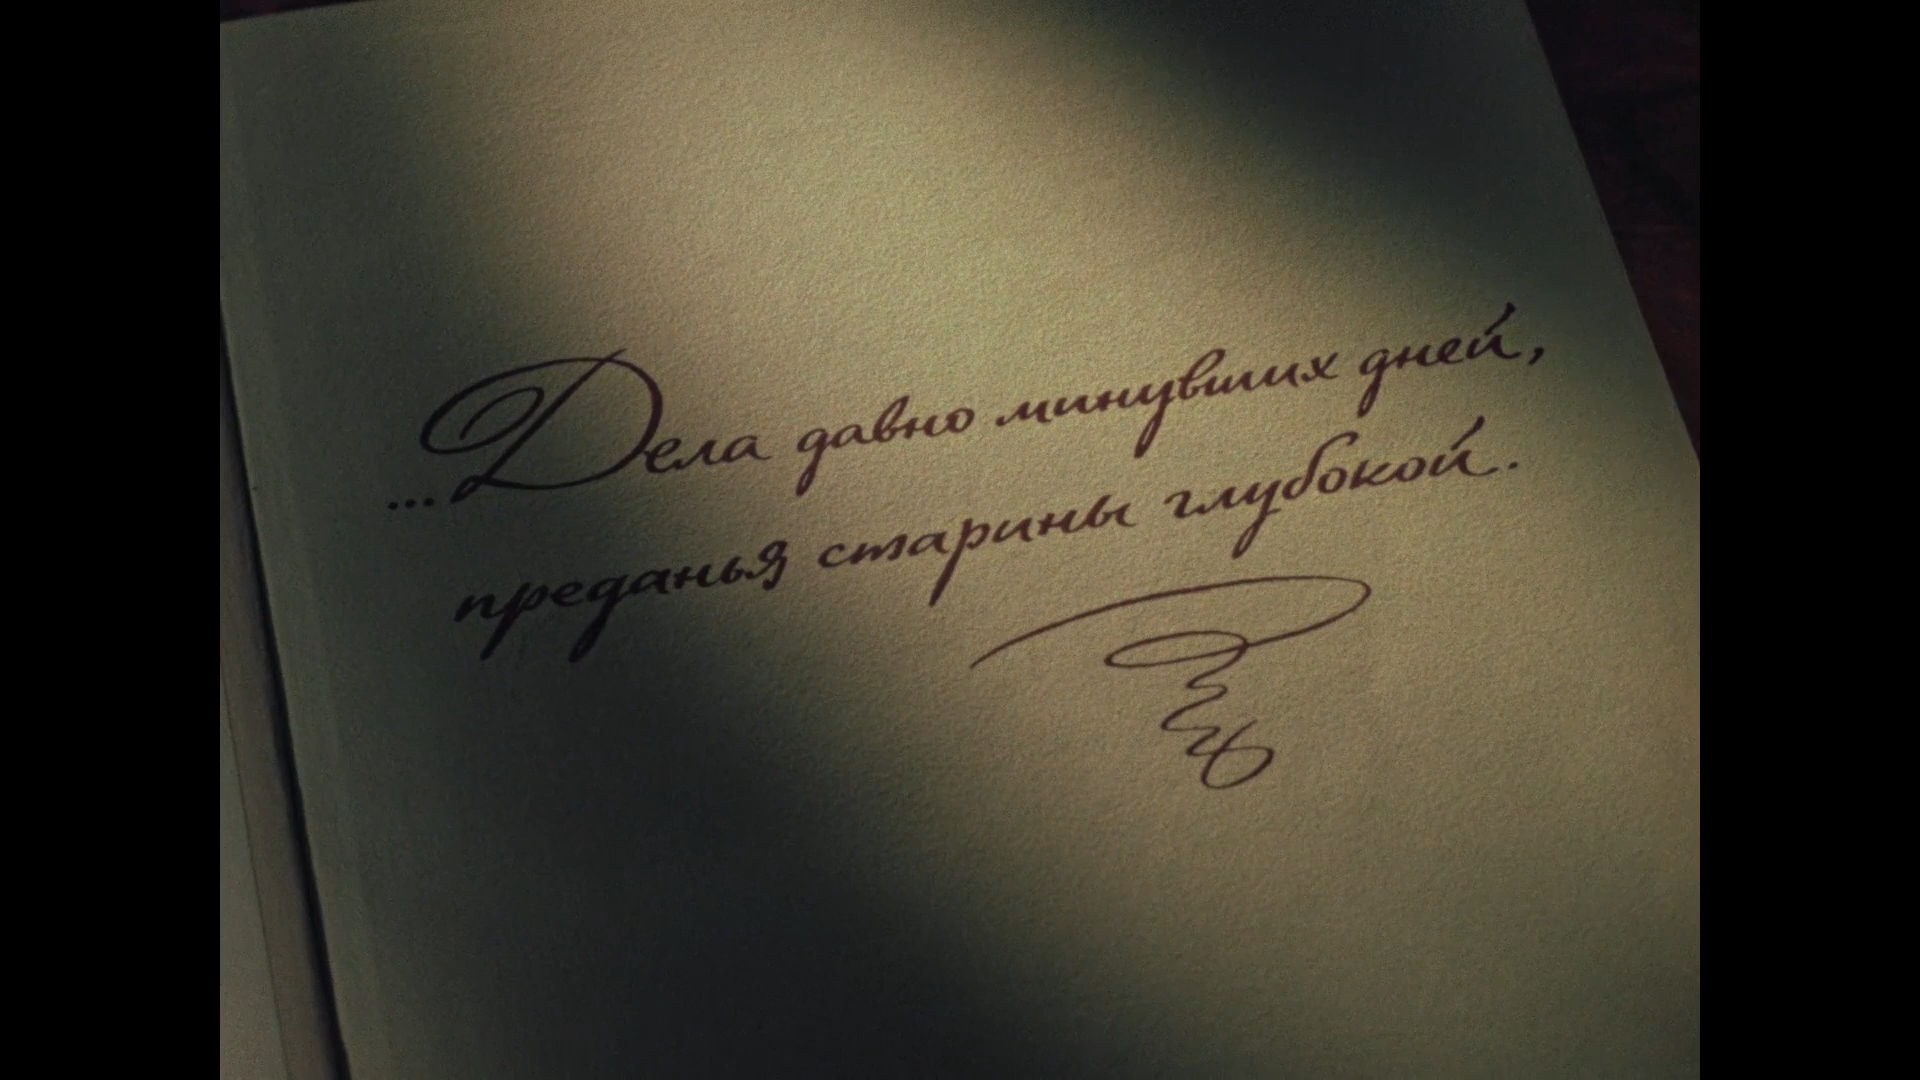 ...Дела давно минувших дней,
преданья старины глубокой.